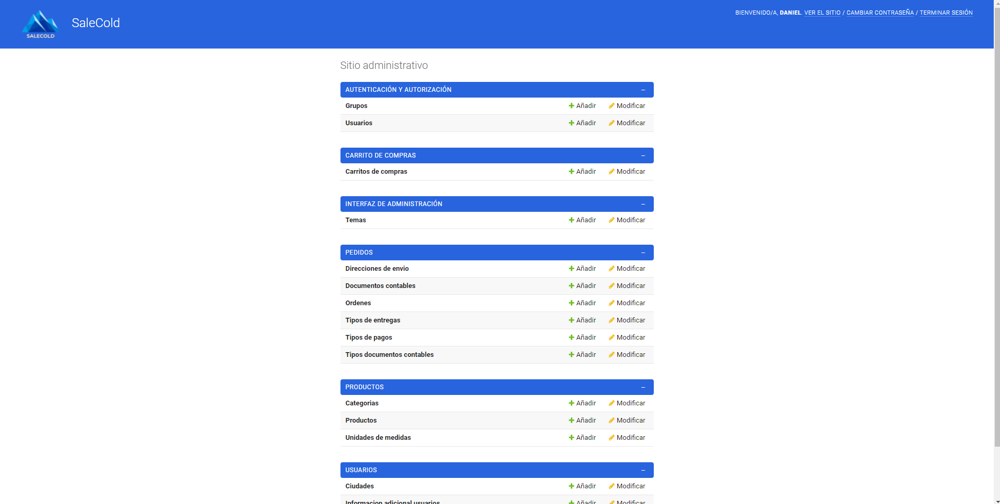 SALECOLD
SaleCold
BIENVENIDO/A, DANIEL. VER EL SITIO / CAMBIAR CONTRASEÑA / TERMINAR SESIÓN
Sitio administrativo
AUTENTICACIÓN Y AUTORIZACIÓN –
Grupos Añadir Modificar
Usuarios Añadir Modificar
CARRITO DE COMPRAS –
Carritos de compras Añadir Modificar
INTERFAZ DE ADMINISTRACIÓN –
Temas Añadir Modificar
PEDIDOS –
Direcciones de envio Añadir Modificar
Documentos contables Añadir Modificar
Ordenes Añadir Modificar
Tipos de entregas Añadir Modificar
Tipos de pagos Añadir Modificar
Tipos documentos contables Añadir Modificar
PRODUCTOS –
Categorias Añadir Modificar
Productos Añadir Modificar
Unidades de medidas Añadir Modificar
USUARIOS –
Ciudades Añadir Modificar
Informacion adicional usuarios Añadir Modificar